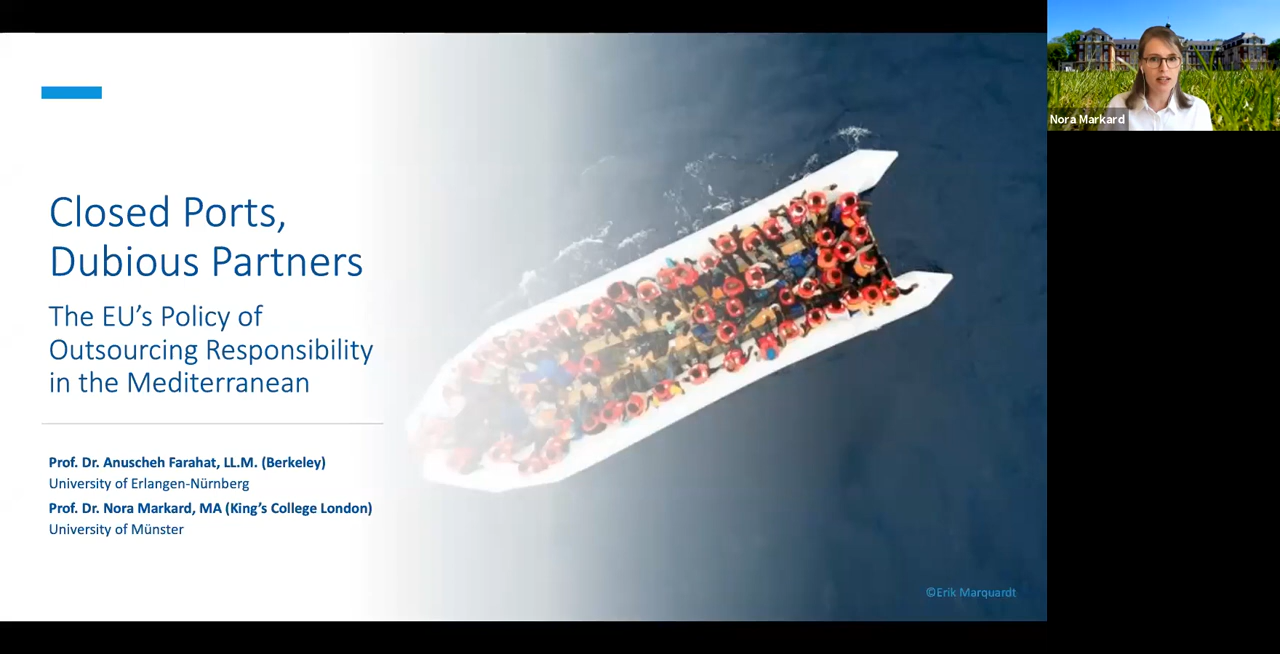 Closed Ports,
Dubious Partners
The EU’s Policy of
Outsourcing Responsibility
in the Mediterranean
Prof. Dr. Anuscheh Farahat, LL.M. (Berkeley)
University of Erlangen-Nürnberg
Prof. Dr. Nora Markard, MA (King’s College London)
University of Münster
©Erik Marquardt
Nora Markard